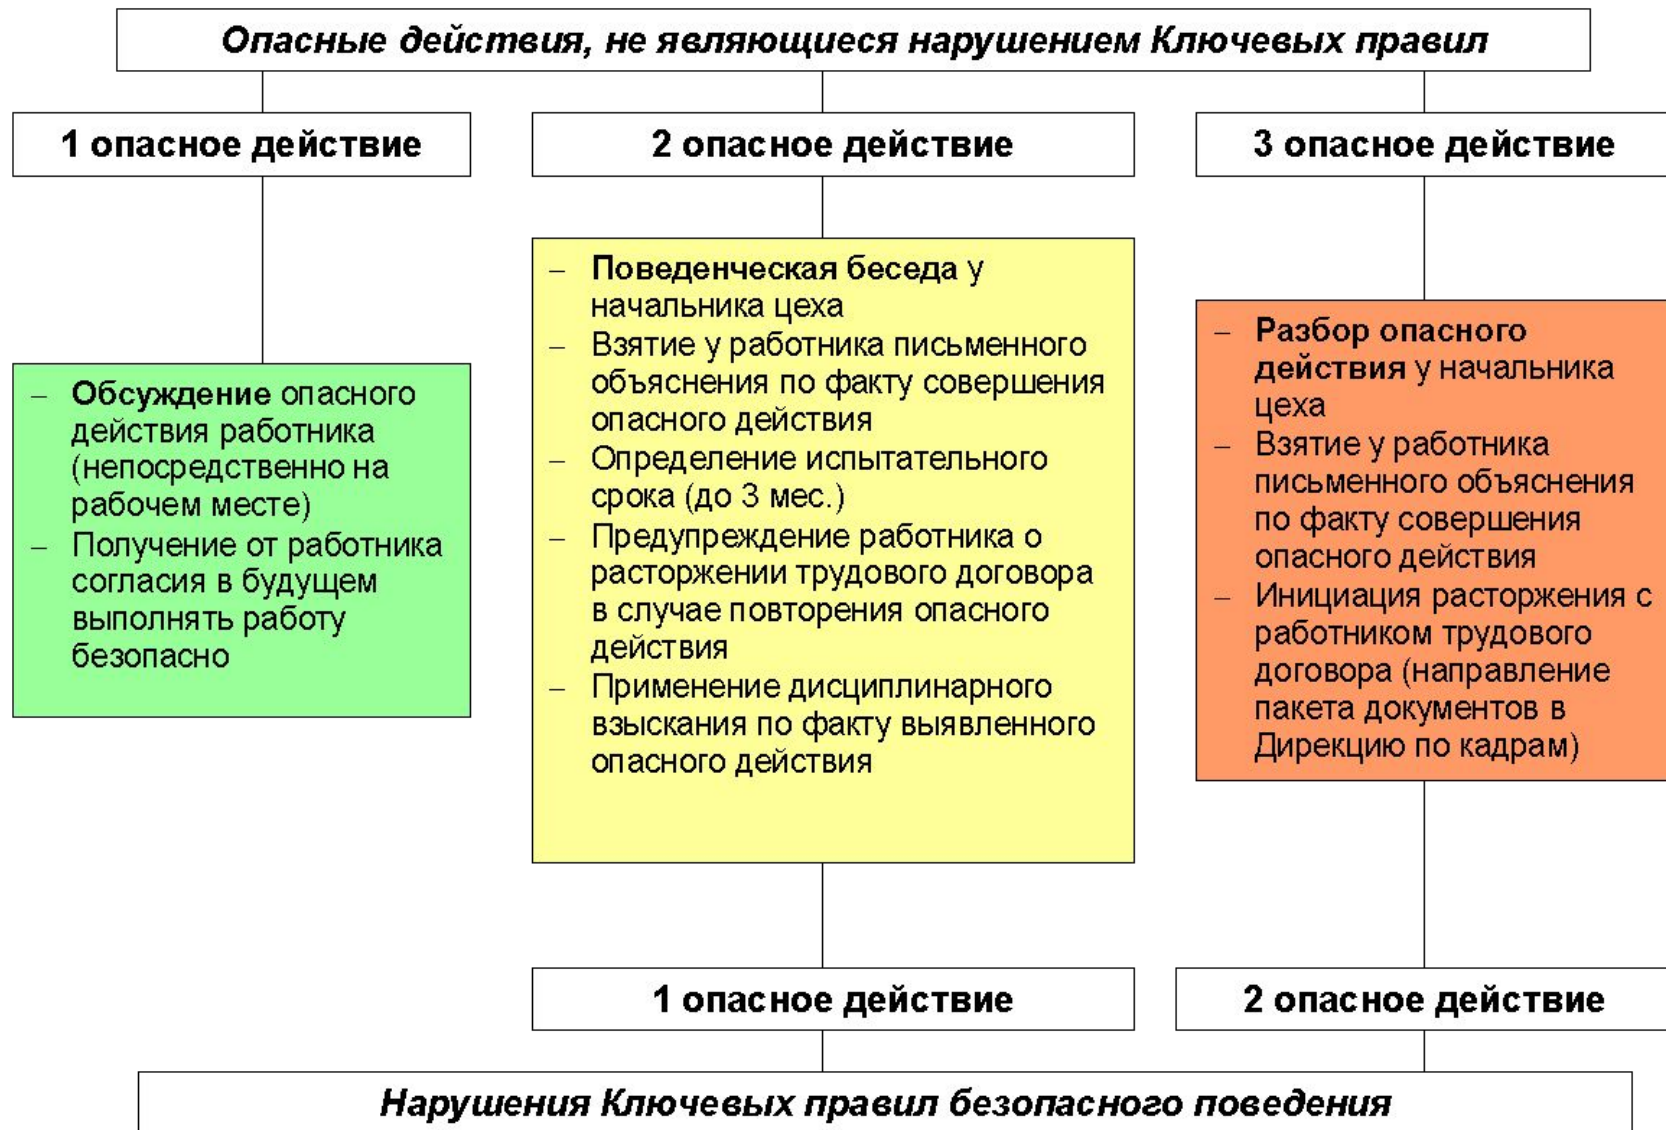 Опасные действия, не являющиеся нарушением Ключевых правил
1 опасное действие
2 опасное действие
3 опасное действие
– Обсуждение опасного
действия работника
(непосредственно на
рабочем месте)
– Получение от работника
согласия в будущем
выполнять работу
безопасно
– Поведенческая беседа у
начальника цеха
– Взятие у работника письменного
объяснения по факту совершения
опасного действия
– Определение испытательного
срока (до 3 мес.)
– Предупреждение работника о
расторжении трудового договора
в случае повторения опасного
действия
– Применение дисциплинарного
взыскания по факту выявленного
опасного действия
– Разбор опасного
действия у начальника
цеха
– Взятие у работника
письменного объяснения
по факту совершения
опасного действия
– Инициация расторжения с
работником трудового
договора (направление
пакета документов в
Дирекцию по кадрам)
1 опасное действие
2 опасное действие
Нарушения Ключевых правил безопасного поведения